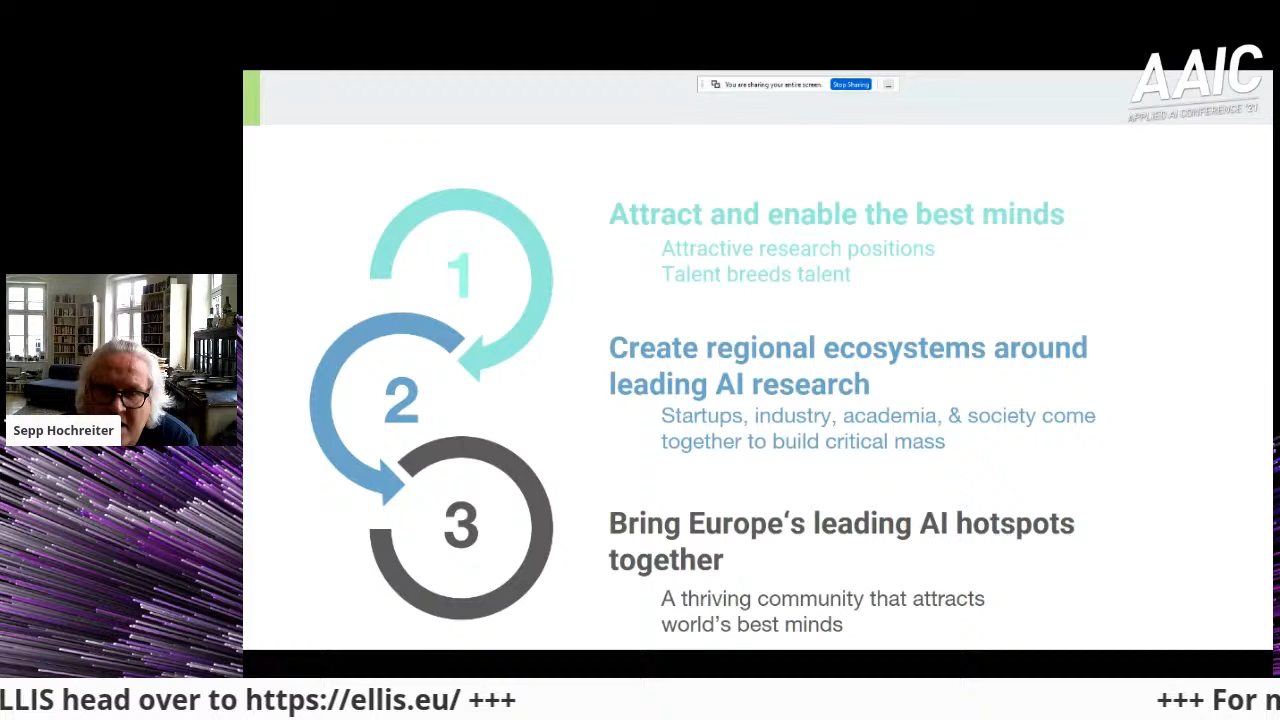 AAIC
APPLIED AI CONFERENCE '21
You are sharing your entire screen.
Stop Sharing
1
Attract and enable the best minds
Attractive research positions
Talent breeds talent
2
Create regional ecosystems around
leading AI research
Startups, industry, academia, & society come
together to build critical mass
3
Bring Europe‘s leading AI hotspots
together
A thriving community that attracts
world’s best minds
Sepp Hochreiter
LLIS head over to https://ellis.eu/ +++
+++ For